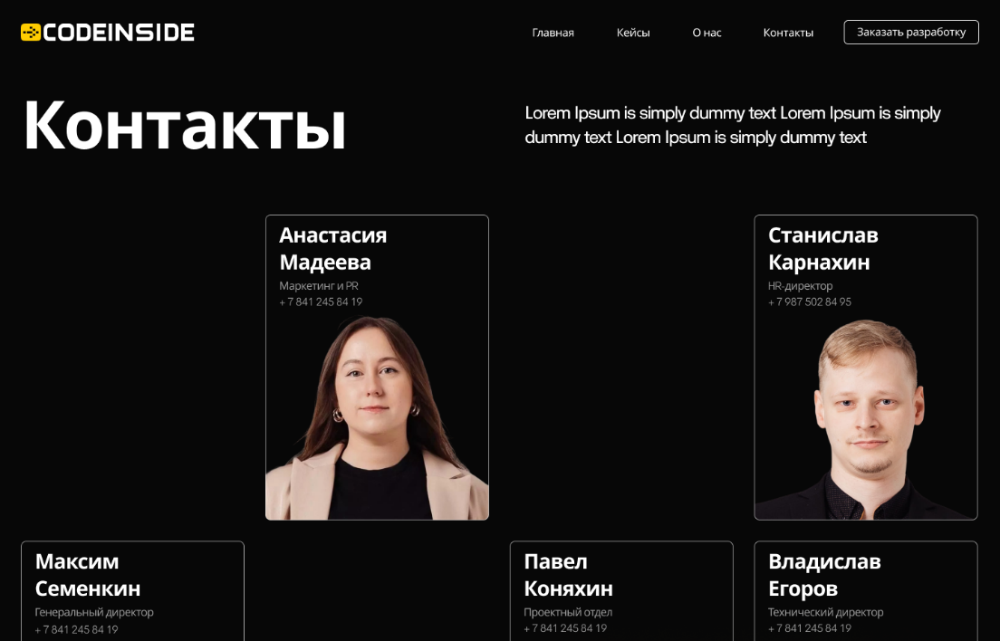 CODEINSIDE
Главная Кейсы О нас Контакты Заказать разработку
Контакты
Lorem Ipsum is simply dummy text Lorem Ipsum is simply
dummy text Lorem Ipsum is simply dummy text
Анастасия
Мадеева
Маркетинг и PR
+ 7 841 245 84 19
Станислав
Карнахин
HR-директор
+ 7 987 502 84 95
Максим
Семенкин
Генеральный директор
+ 7 841 245 84 19
Павел
Коняхин
Проектный отдел
+ 7 841 245 84 19
Владислав
Егоров
Технический директор
+ 7 841 245 84 19